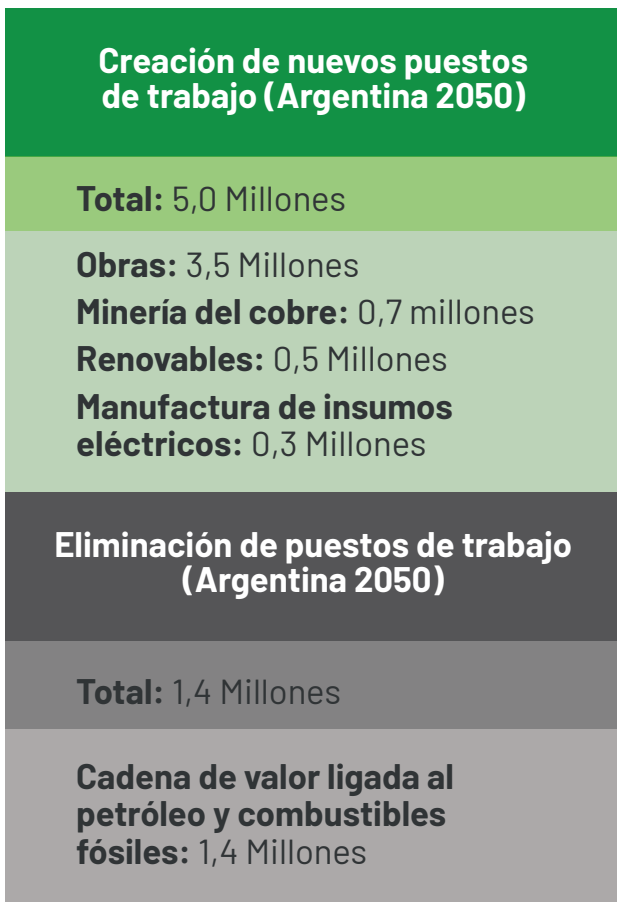 Creación de nuevos puestos
de trabajo (Argentina 2050)
Total: 5,0 Millones
Obras: 3,5 Millones
Minería del cobre: 0,7 millones
Renovables: 0,5 Millones
Manufactura de insumos
eléctricos: 0,3 Millones
Eliminación de puestos de trabajo
(Argentina 2050)
Total: 1,4 Millones
Cadena de valor ligada al
petróleo y combustibles
fósiles: 1,4 Millones